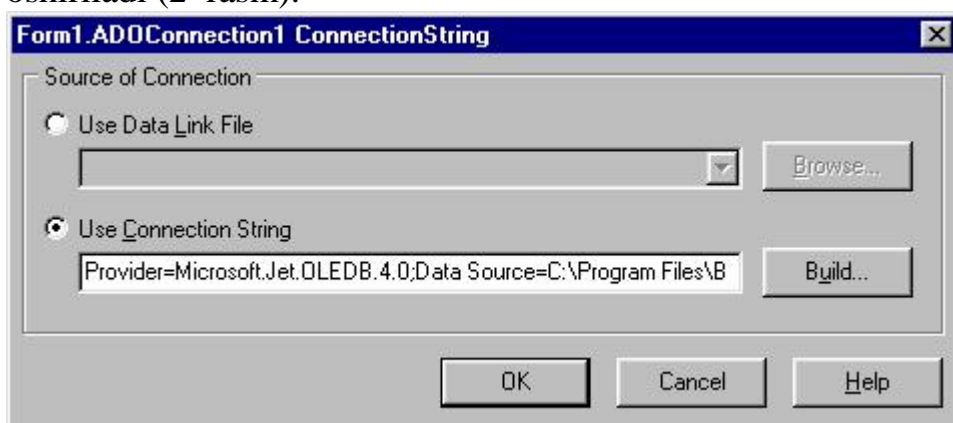 (2
Form1.ADOConnection1 ConnectionString
Source of Connection
Use Data Link File
Browse...
Use Connection String
Provider=Microsoft.Jet.OLEDB.4.0;Data Source=C:\Program Files\B
Build...
OK
Cancel
Help